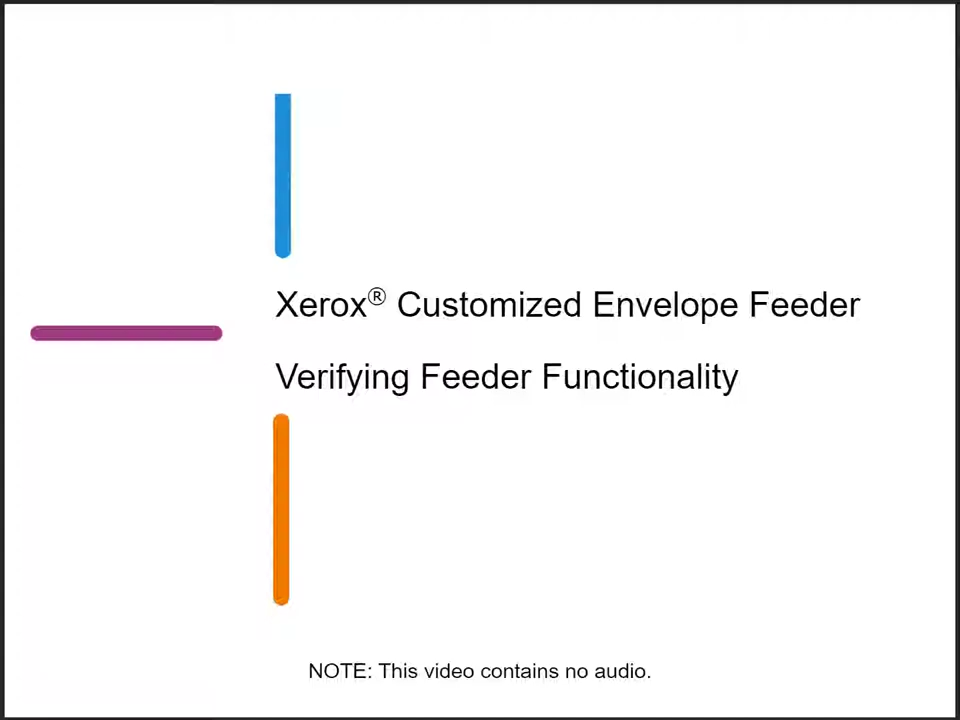 Xerox® Customized Envelope Feeder
Verifying Feeder Functionality
NOTE: This video contains no audio.